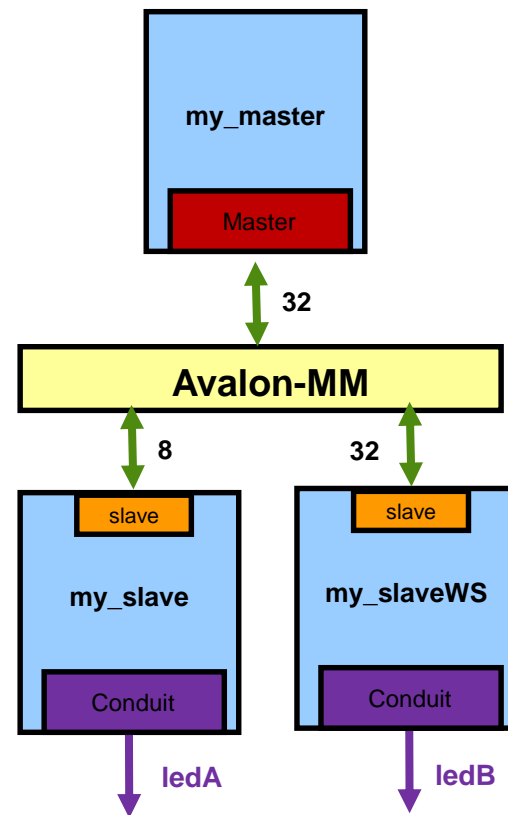 my_master
Master
32
Avalon-MM
8
32
slave
slave
my_slave
my_slaveWS
Conduit
Conduit
ledA
ledB